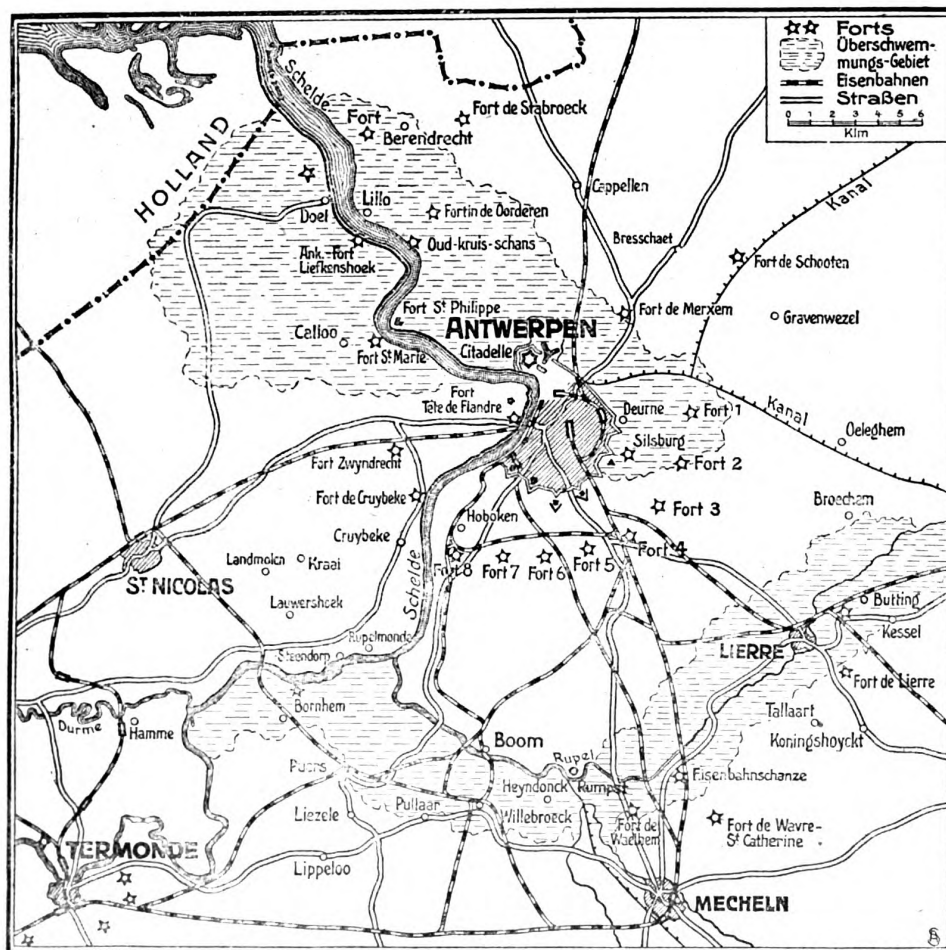 Forts
Überschwem-
mungs-Gebiet
Eisenbahnen
Straßen
0 1 2 3 4 5 6
Klm
HOLLAND
Schelde
Fort de Stabroeck
Fort
Berendrecht
Cappellen
Kanal
Doel
Lillo
Fortin de Oorderen
Ank.-Fort
Liefkenshoek
Oud-kruis-schans
Bresschaet
Fort de Schooten
Fort St Philippe
Fort de Merxem
Gravenwezel
ANTWERPEN
Calloo
Fort St Marie
Citadelle
Fort
Tête de Flandre
Deurne
Fort 1
Kanal
Oeleghem
Silsburg
Fort 2
Fort Zwyndrecht
Fort de Cruybeke
Fort 3
Broechem
Hoboken
Cruybeke
Landmolen
Kraai
Fort 8
Fort 7
Fort 6
Fort 5
Fort 4
ST NICOLAS
Schelde
Lauwershoek
Butting
Kessel
Rupelmonde
Steendorp
LIERRE
Fort de Lierre
Bornhem
Durme
Hamme
Tallaart
Koningshoyckt
Boom
Rupel
Puers
Heyndonck
Rumpst
Eisenbahnschanze
Liezele
Pullaar
Willebroeck
Fort de
Waelhem
Fort de Wavre-
St Catherine
TERMONDE
Lippeloo
MECHELN